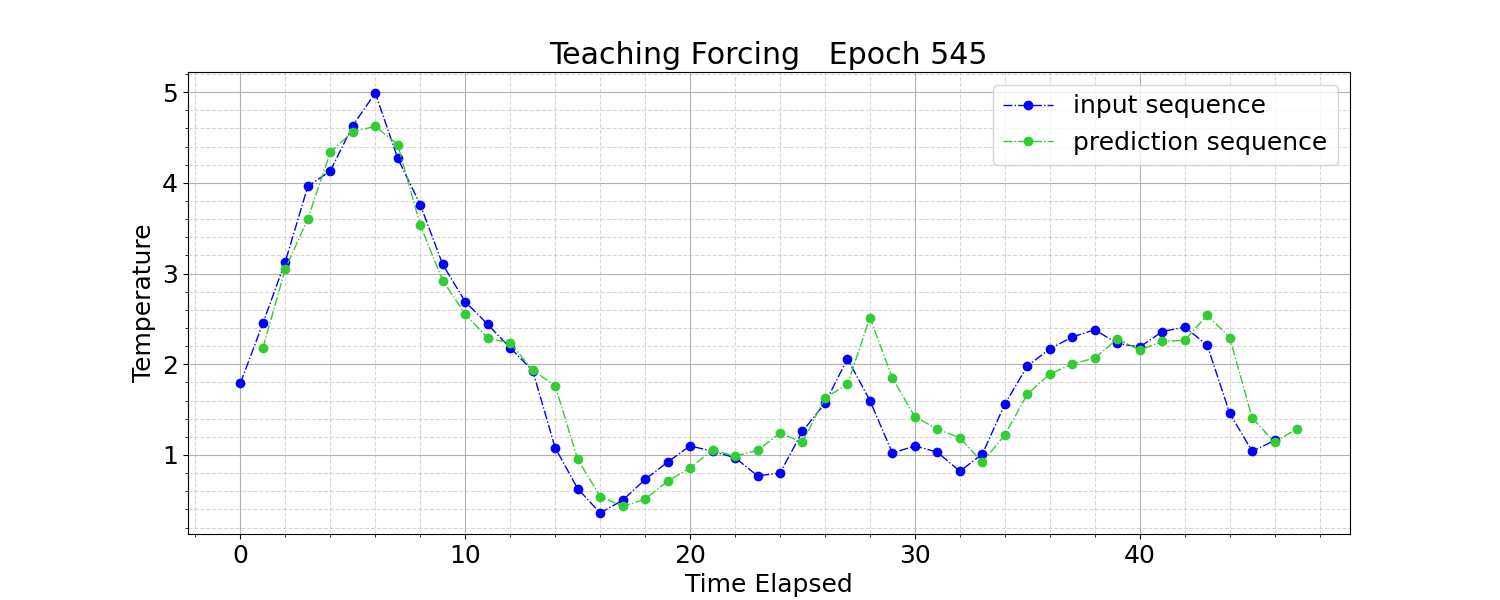 Teaching Forcing   Epoch 545
input sequence
prediction sequence
5
4
3
2
1
Temperature
0 10 20 30 40
Time Elapsed